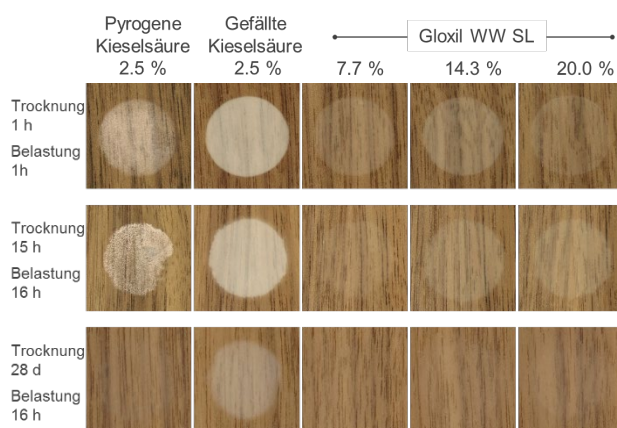 Pyrogene
Kieselsäure
2.5 %
Gefällte
Kieselsäure
2.5 %
Gloxil WW SL
7.7 %
14.3 %
20.0 %
Trocknung
1 h
Belastung
1h
Trocknung
15 h
Belastung
16 h
Trocknung
28 d
Belastung
16 h